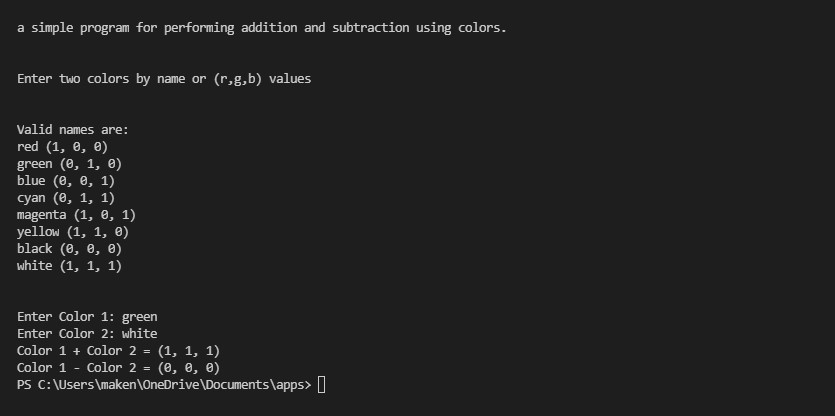 a simple program for performing addition and subtraction using colors.
Enter two colors by name or (r,g,b) values
Valid names are:
red (1, 0, 0)
green (0, 1, 0)
blue (0, 0, 1)
cyan (0, 1, 1)
magenta (1, 0, 1)
yellow (1, 1, 0)
black (0, 0, 0)
white (1, 1, 1)
Enter Color 1: green
Enter Color 2: white
Color 1 + Color 2 = (1, 1, 1)
Color 1 - Color 2 = (0, 0, 0)
PS C:\Users\maken\OneDrive\Documents\apps>